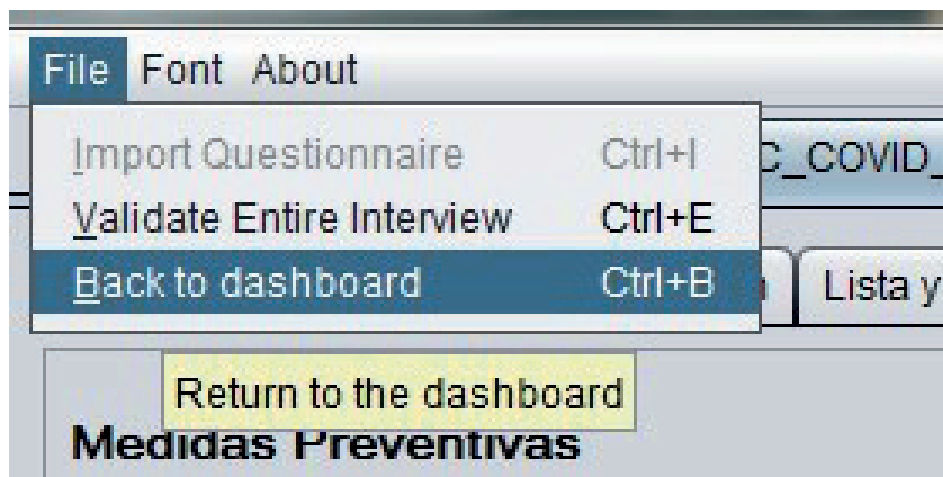 File Font About
Import Questionnaire Ctrl+I
C_COVID_
Validate Entire Interview Ctrl+E
Back to dashboard Ctrl+B
Lista y
Return to the dashboard
Medidas Preventivas